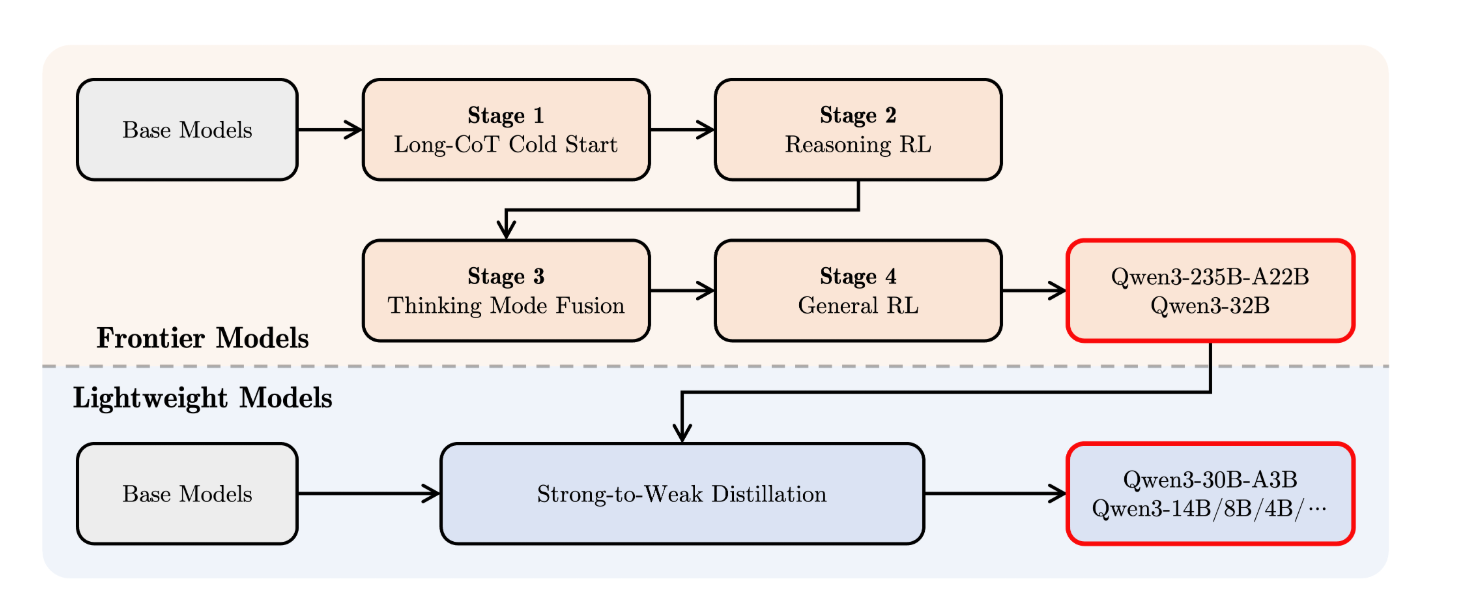 Base Models
Stage 1
Long-CoT Cold Start
Stage 2
Reasoning RL
Stage 3
Thinking Mode Fusion
Stage 4
General RL
Qwen3-235B-A22B
Qwen3-32B
Frontier Models
Lightweight Models
Base Models
Strong-to-Weak Distillation
Qwen3-30B-A3B
Qwen3-14B/8B/4B/···